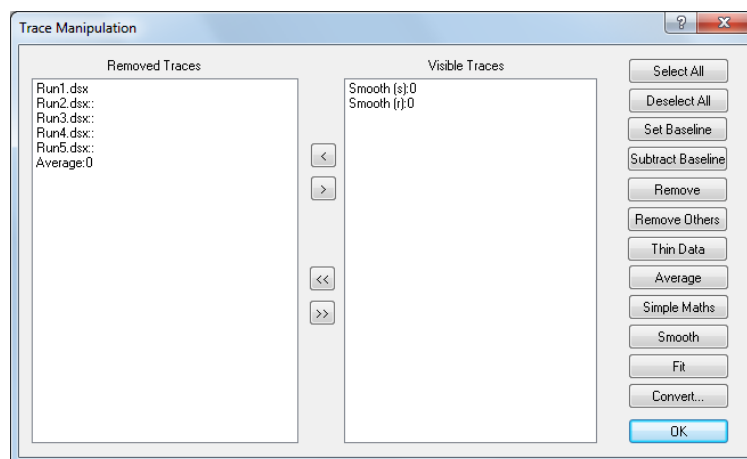 Trace Manipulation
?
X
Removed Traces
Run1.dsx
Run2.dsx::
Run3.dsx::
Run4.dsx::
Run5.dsx::
Average:0
<
>
<<
>>
Visible Traces
Smooth (s):0
Smooth (r):0
Select All
Deselect All
Set Baseline
Subtract Baseline
Remove
Remove Others
Thin Data
Average
Simple Maths
Smooth
Fit
Convert...
OK